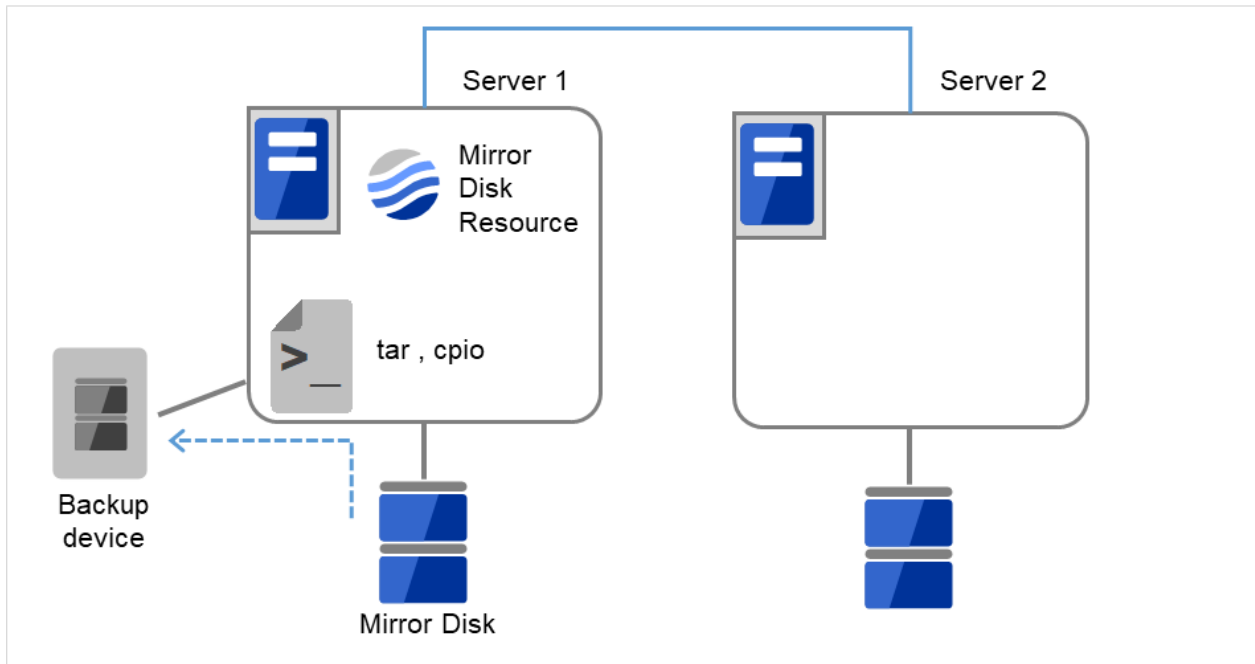 Server 1
Server 2
Mirror
Disk
Resource
>_
tar , cpio
Backup
device
Mirror Disk